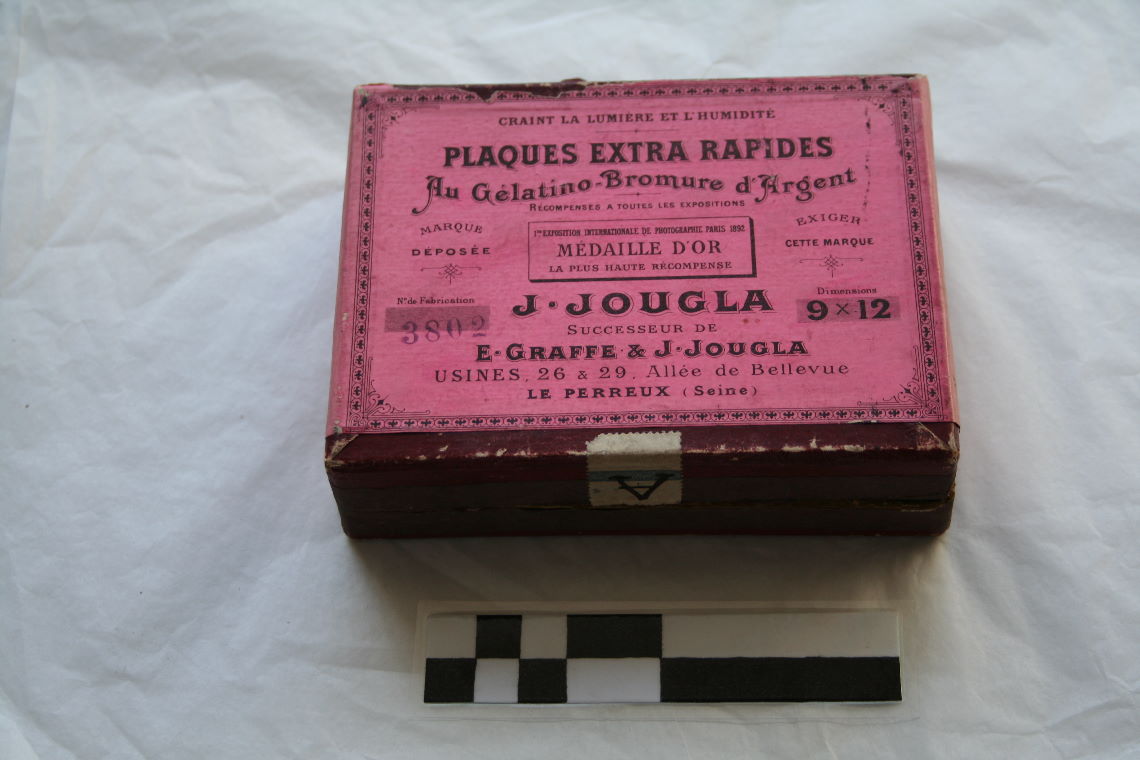 CRAINT LA LUMIÈRE ET L'HUMIDITÉ
PLAQUES EXTRA RAPIDES
Au Gélatino-Bromure d'Argent
RÉCOMPENSES A TOUTES LES EXPOSITIONS
MARQUE
DÉPOSÉE
1re EXPOSITION INTERNATIONALE DE PHOTOGRAPHIE PARIS 1892
MÉDAILLE D'OR
LA PLUS HAUTE RÉCOMPENSE
EXIGER
CETTE MARQUE
No de Fabrication
3802
J. JOUGLA
Dimensions
9 x 12
SUCCESSEUR DE
E. GRAFFE & J. JOUGLA
USINES, 26 & 29, Allée de Bellevue
LE PERREUX (Seine)
A